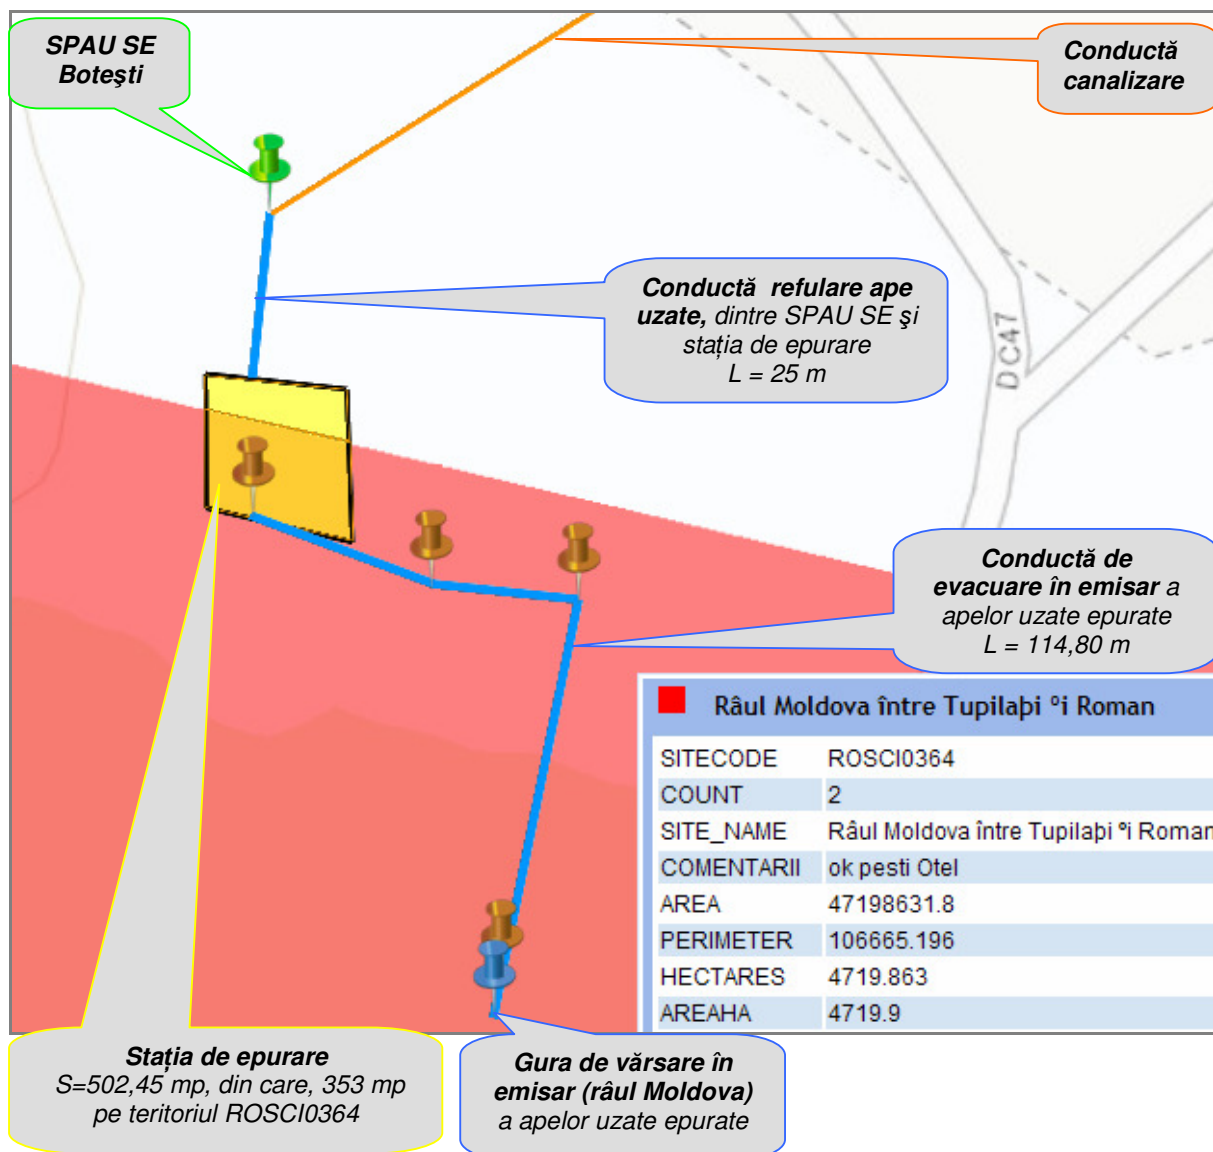 SPAU SE
Boteşti
Conductă
canalizare
Conductă refulare ape
uzate, dintre SPAU SE şi
stația de epurare
L = 25 m
DC47
Conductă de
evacuare în emisar a
apelor uzate epurate
L = 114,80 m
Râul Moldova între Tupilaþi ºi Roman
SITECODE ROSCI0364
COUNT 2
SITE_NAME Râul Moldova între Tupilaþi ºi Roman
COMENTARII ok pesti Otel
AREA 47198631.8
PERIMETER 106665.196
HECTARES 4719.863
AREAHA 4719.9
Stația de epurare
S=502,45 mp, din care, 353 mp
pe teritoriul ROSCI0364
Gura de vărsare în
emisar (râul Moldova)
a apelor uzate epurate